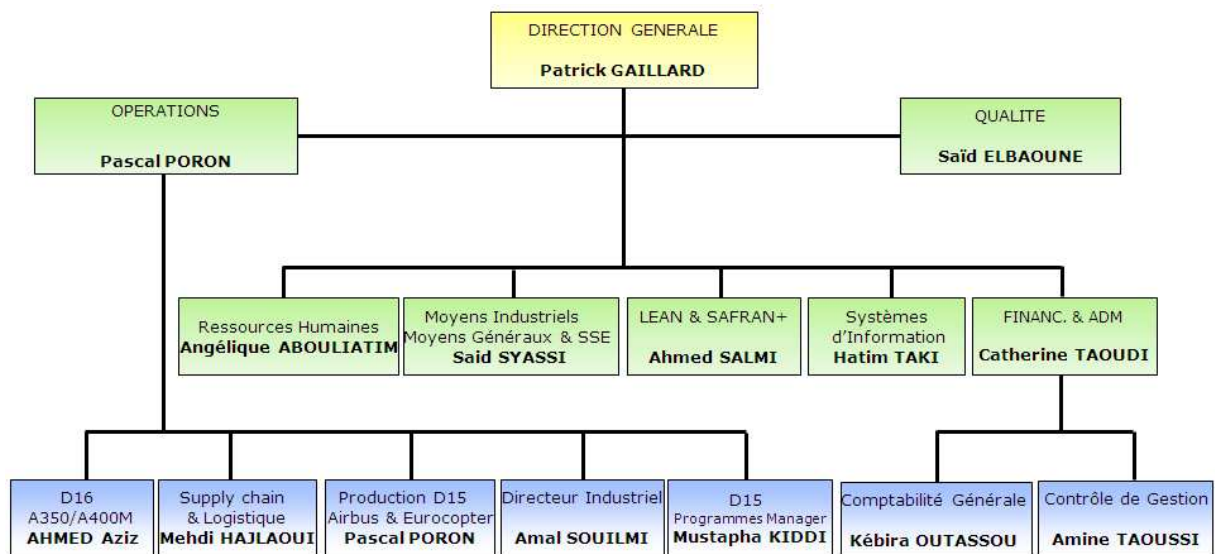 DIRECTION GENERALE
Patrick GAILLARD
OPERATIONS
Pascal PORON
QUALITE
Saïd ELBAOUNE
Ressources Humaines
Angélique ABOULIATIM
Moyens Industriels
Moyens Généraux & SSE
Said SYASSI
LEAN & SAFRAN+
Ahmed SALMI
Systèmes
d'Information
Hatim TAKI
FINANC. & ADM
Catherine TAOUDI
D16
A350/A400M
AHMED Aziz
Supply chain
& Logistique
Mehdi HAJLAOUI
Production D15
Airbus & Eurocopter
Pascal PORON
Directeur Industriel
Amal SOUILMI
D15
Programmes Manager
Mustapha KIDDI
Comptabilité Générale
Kébira OUTASSOU
Contrôle de Gestion
Amine TAOUSSI